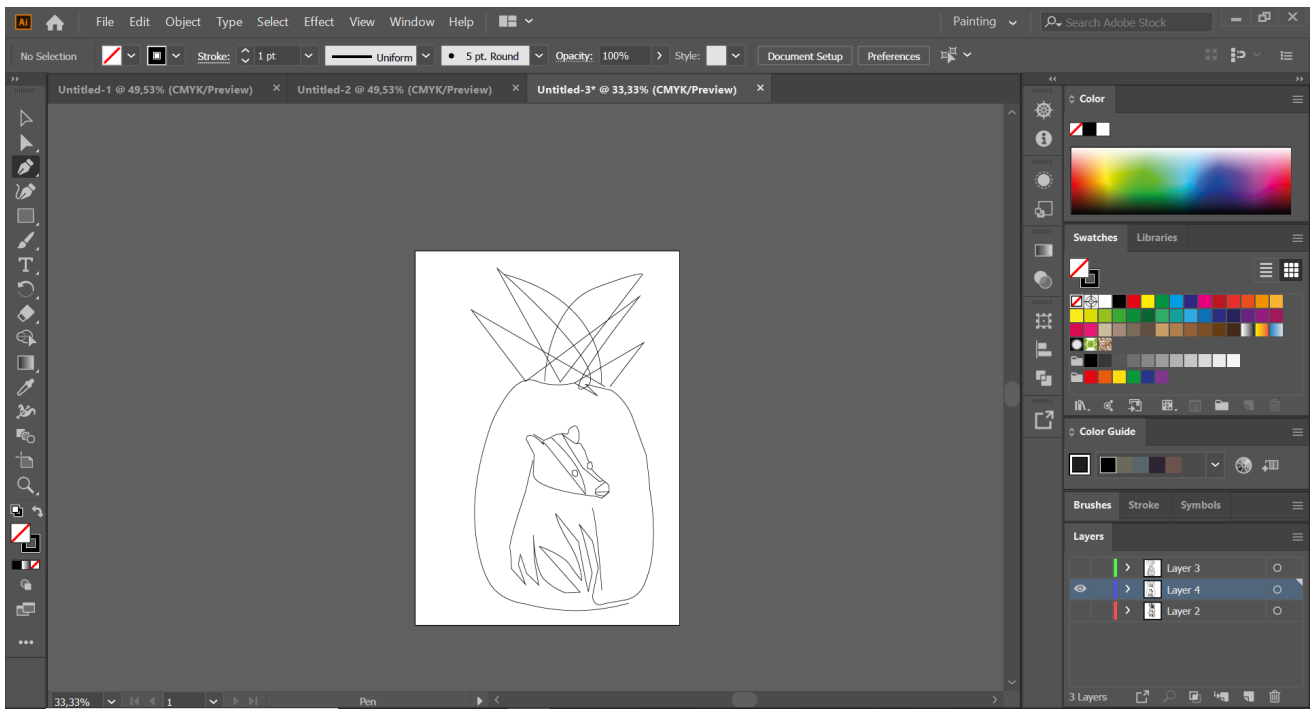 Ai File Edit Object Type Select Effect View Window Help Painting Search Adobe Stock
No Selection Stroke: 1 pt Uniform 5 pt. Round Opacity: 100% Style: Document Setup Preferences
Untitled-1 @ 49,53% (CMYK/Preview) × Untitled-2 @ 49,53% (CMYK/Preview) × Untitled-3* @ 33,33% (CMYK/Preview) ×
Color
Swatches Libraries
Color Guide
Brushes Stroke Symbols
Layers
Layer 3
Layer 4
Layer 2
3 Layers
33,33% 1 Pen